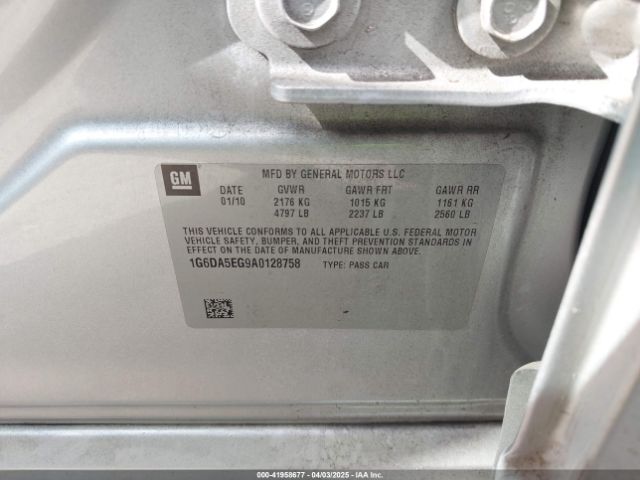 GM
MFD BY GENERAL MOTORS LLC
DATE GVWR GAWR FRT GAWR RR
01/10 2176 KG 1015 KG 1161 KG
4797 LB 2237 LB 2560 LB
THIS VEHICLE CONFORMS TO ALL APPLICABLE U.S. FEDERAL MOTOR
VEHICLE SAFETY, BUMPER, AND THEFT PREVENTION STANDARDS IN
EFFECT ON THE DATE OF MANUFACTURE SHOWN ABOVE.
1G6DA5EG9A0128758 TYPE: PASS CAR
000-41958677 - 04/03/2025 - IAA Inc.